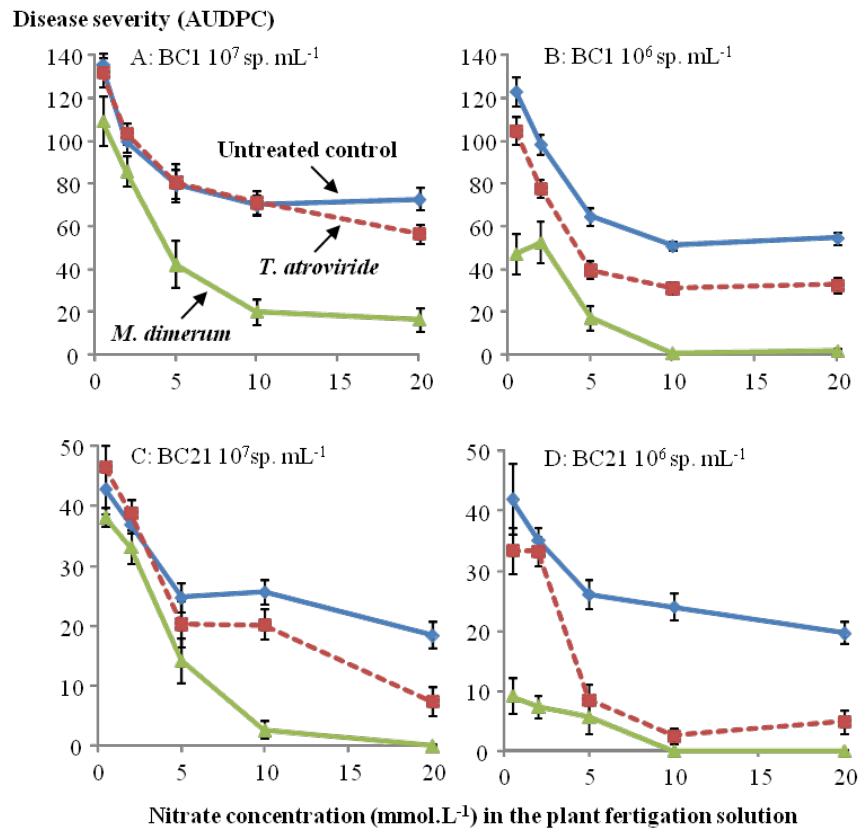 Disease severity (AUDPC)
A: BC1 10⁷ sp. mL⁻¹
B: BC1 10⁶ sp. mL⁻¹
140
120
100
80
60
40
20
0
0 5 10 15 20
Untreated control
T. atroviride
M. dimerum
140
120
100
80
60
40
20
0
0 5 10 15 20
C: BC21 10⁷sp. mL⁻¹
D: BC21 10⁶ sp. mL⁻¹
50
40
30
20
10
0
0 5 10 15 20
50
40
30
20
10
0
0 5 10 15 20
Nitrate concentration (mmol.L⁻¹) in the plant fertigation solution